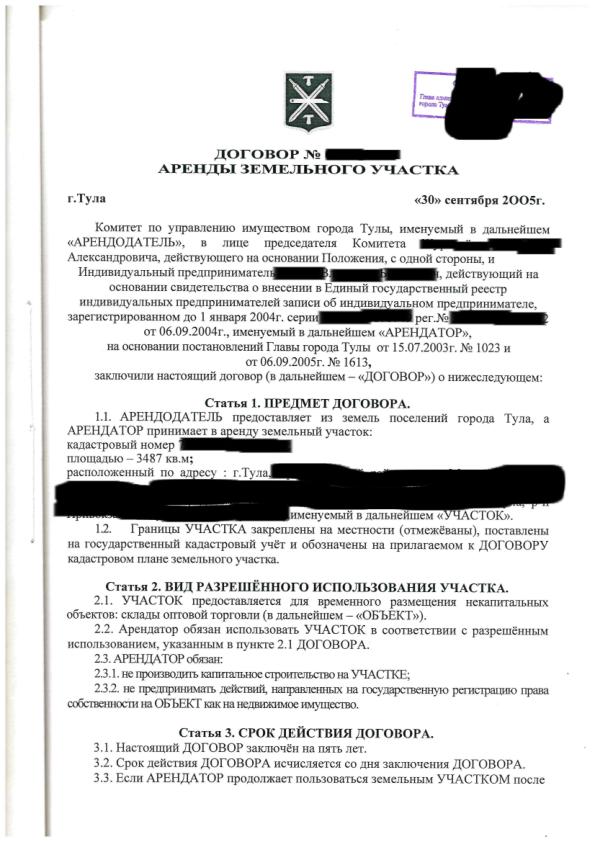 Глава
города Ту
ДОГОВОР №
АРЕНДЫ ЗЕМЕЛЬНОГО УЧАСТКА
г.Тула «30» сентября 2OO5г.
Комитет по управлению имуществом города Тулы, именуемый в дальнейшем
«АРЕНДОДАТЕЛЬ», в лице председателя Комитета
Александровича, действующего на основании Положения, с одной стороны, и
Индивидуальный предприниматель , действующий на
основании свидетельства о внесении в Единый государственный реестр
индивидуальных предпринимателей записи об индивидуальном предпринимателе,
зарегистрированном до 1 января 2004г. серии рег.№ 2
от 06.09.2004г., именуемый в дальнейшем «АРЕНДАТОР»,
на основании постановлений Главы города Тулы от 15.07.2003г. № 1023 и
от 06.09.2005г. № 1613,
заключили настоящий договор (в дальнейшем – «ДОГОВОР») о нижеследующем:
Статья 1. ПРЕДМЕТ ДОГОВОРА.
1.1. АРЕНДОДАТЕЛЬ предоставляет из земель поселений города Тула, а
АРЕНДАТОР принимает в аренду земельный участок:
кадастровый номер
площадью – 3487 кв.м;
расположенный по адресу : г.Тула,
именуемый в дальнейшем «УЧАСТОК».
1.2. Границы УЧАСТКА закреплены на местности (отмежёваны), поставлены
на государственный кадастровый учёт и обозначены на прилагаемом к ДОГОВОРУ
кадастровом плане земельного участка.
Статья 2. ВИД РАЗРЕШЁННОГО ИСПОЛЬЗОВАНИЯ УЧАСТКА.
2.1. УЧАСТОК предоставляется для временного размещения некапитальных
объектов: склады оптовой торговли (в дальнейшем – «ОБЪЕКТ»).
2.2. Арендатор обязан использовать УЧАСТОК в соответствии с разрешённым
использованием, указанным в пункте 2.1 ДОГОВОРА.
2.3. АРЕНДАТОР обязан:
2.3.1. не производить капитальное строительство на УЧАСТКЕ;
2.3.2. не предпринимать действий, направленных на государственную регистрацию права
собственности на ОБЪЕКТ как на недвижимое имущество.
Статья 3. СРОК ДЕЙСТВИЯ ДОГОВОРА.
3.1. Настоящий ДОГОВОР заключён на пять лет.
3.2. Срок действия ДОГОВОРА исчисляется со дня заключения ДОГОВОРА.
3.3. Если АРЕНДАТОР продолжает пользоваться земельным УЧАСТКОМ после